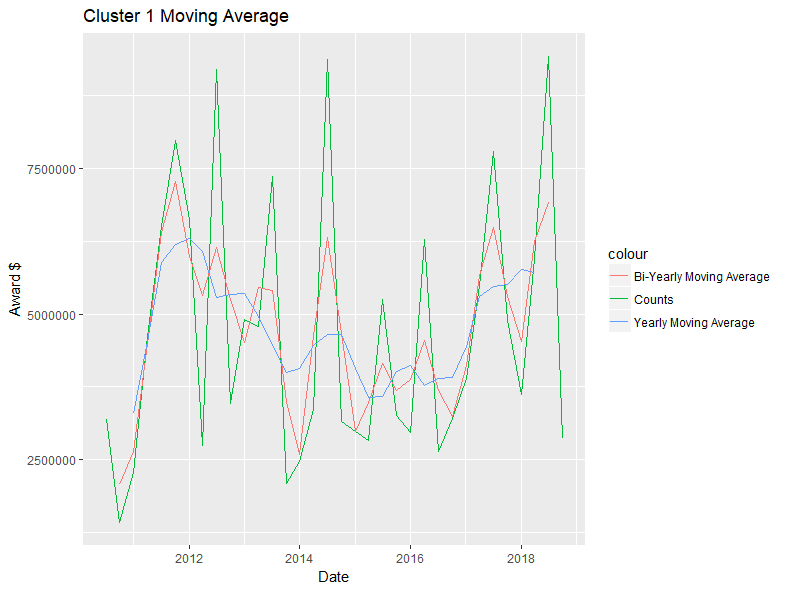 Cluster 1 Moving Average
Award $
7500000
5000000
2500000
2012
2014
2016
2018
Date
colour
Bi-Yearly Moving Average
Counts
Yearly Moving Average